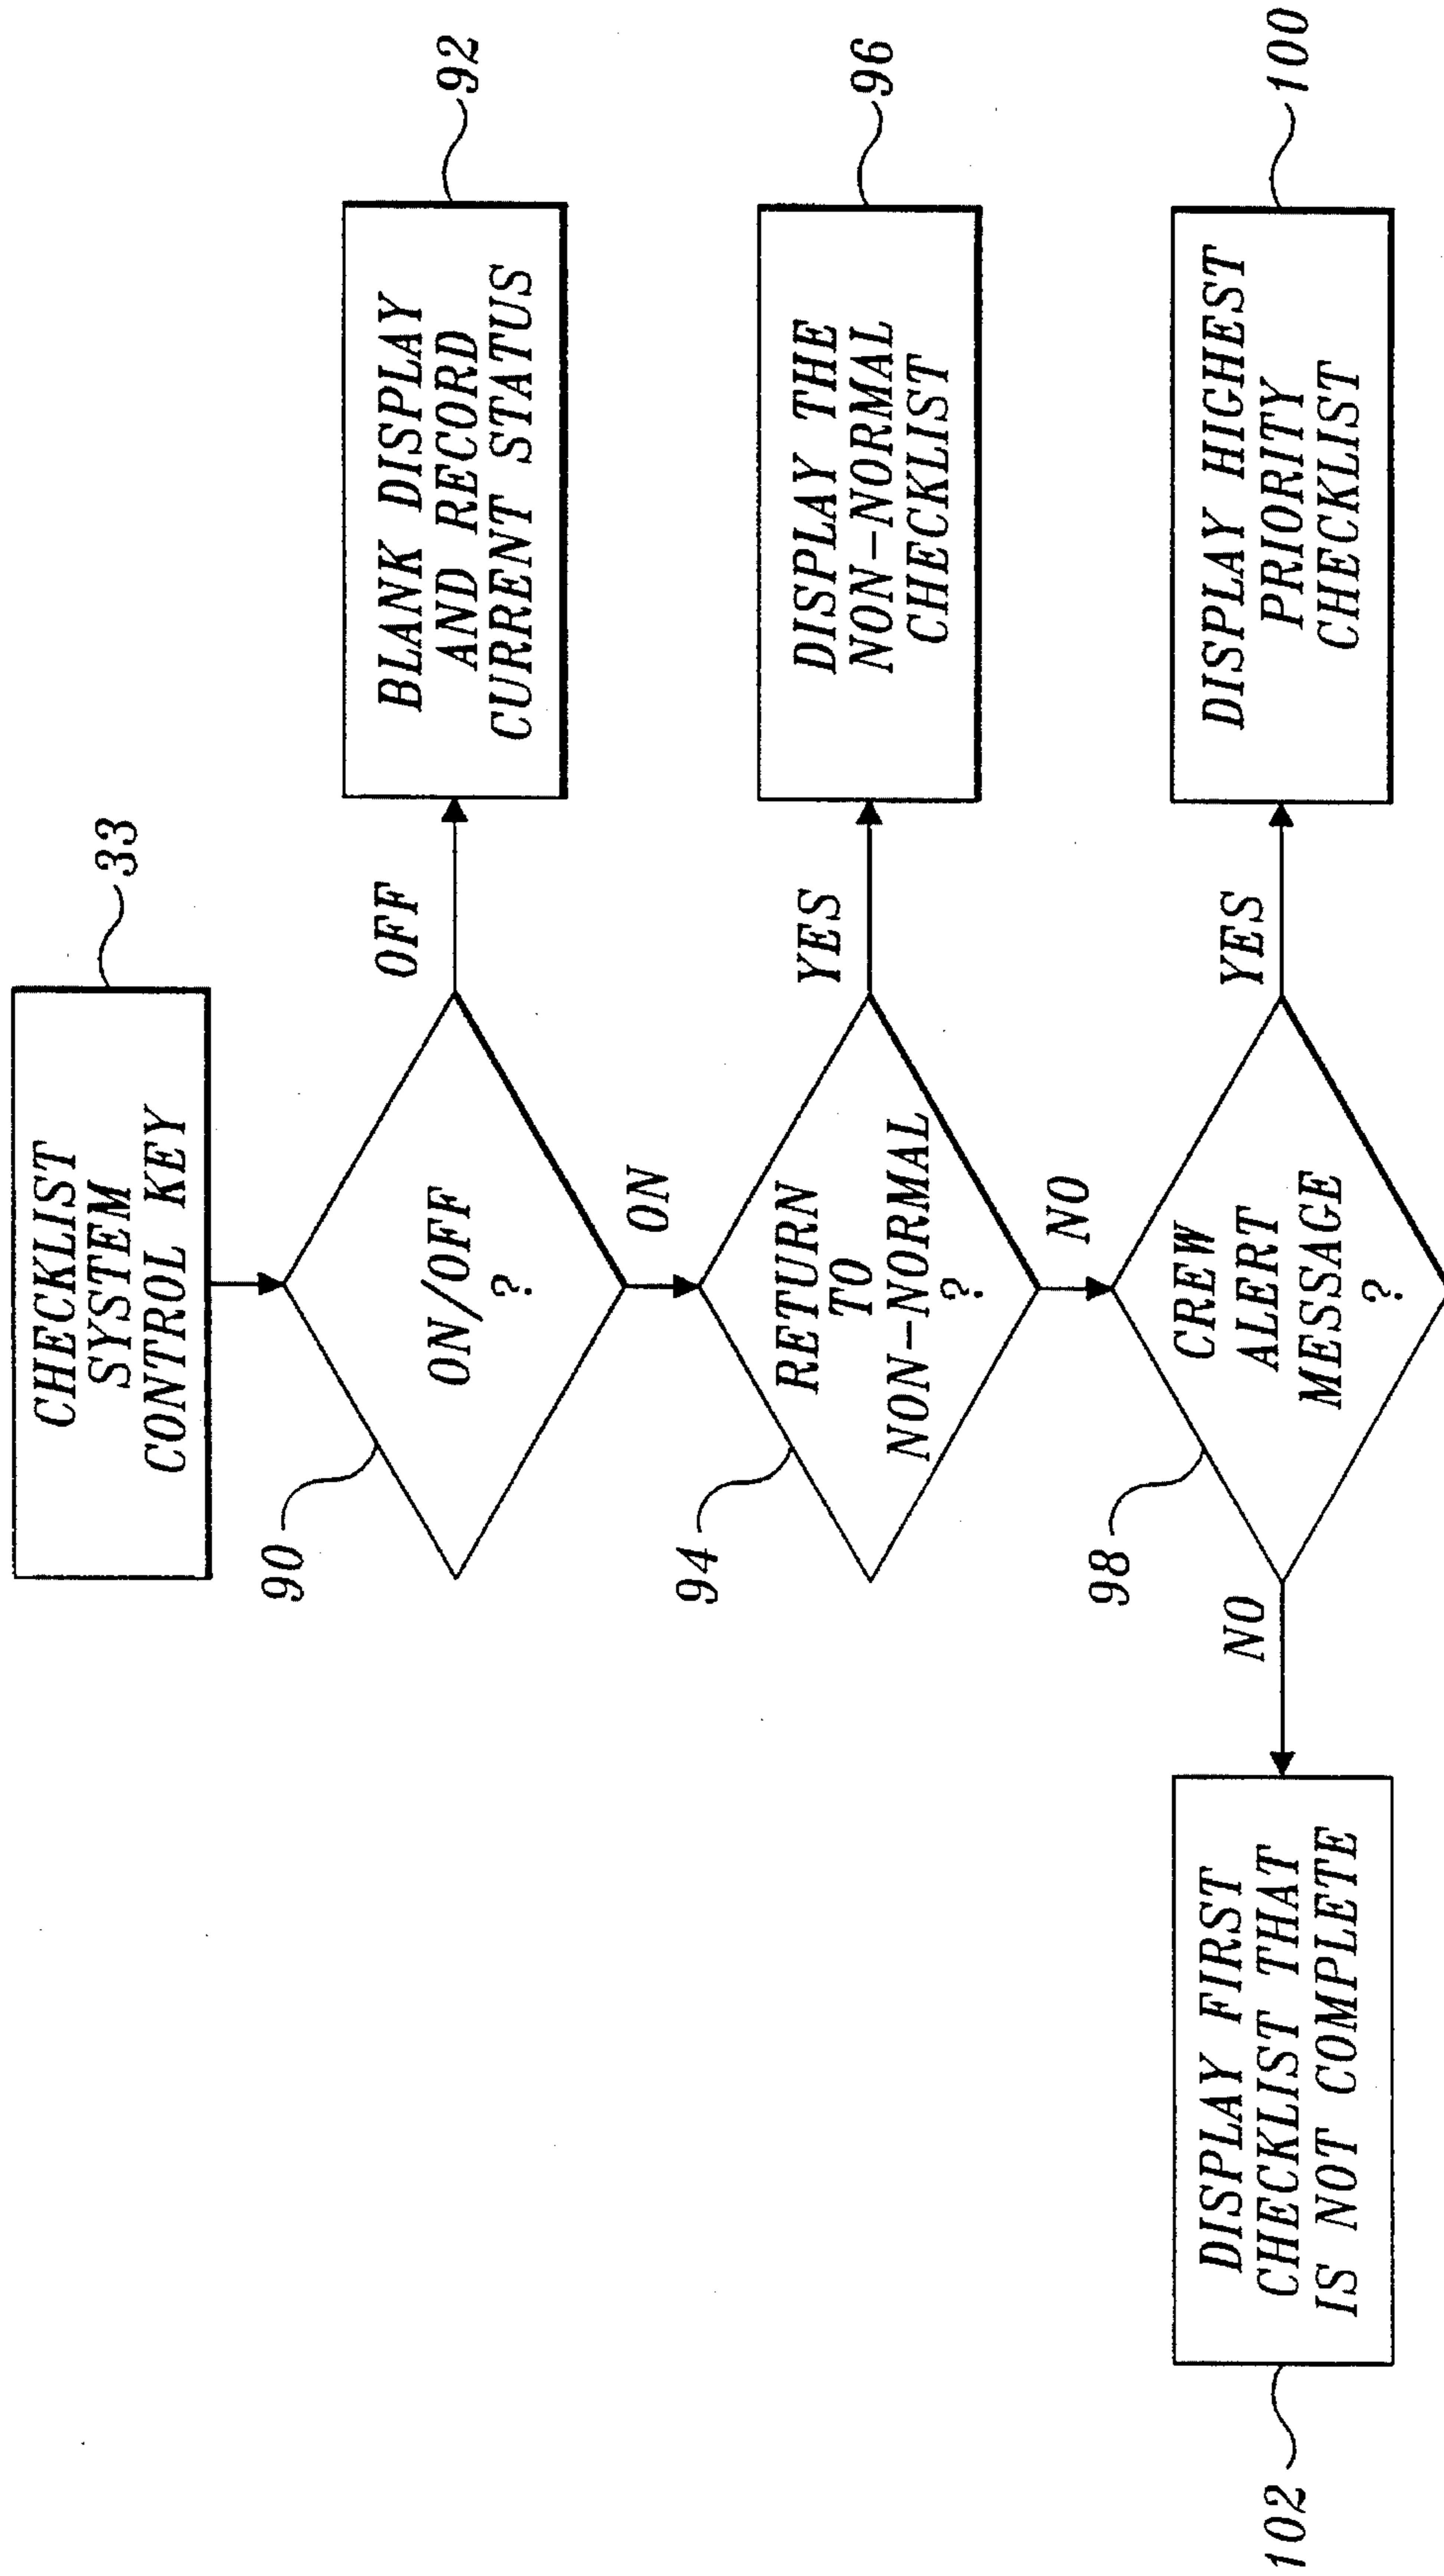 CHECKLIST
SYSTEM
CONTROL KEY
33
90
ON/OFF
?
OFF
BLANK DISPLAY
AND RECORD
CURRENT STATUS
92
ON
94
RETURN
TO
NON-NORMAL
?
YES
DISPLAY THE
NON-NORMAL
CHECKLIST
96
NO
98
CREW
ALERT
MESSAGE
?
YES
DISPLAY HIGHEST
PRIORITY
CHECKLIST
100
NO
DISPLAY FIRST
CHECKLIST THAT
IS NOT COMPLETE
102